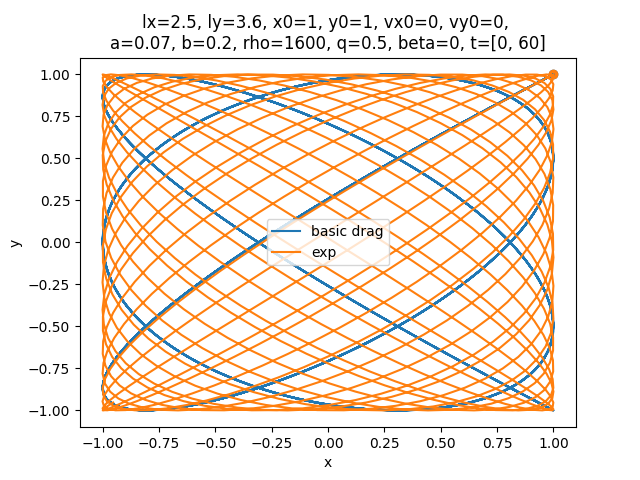 lx=2.5, ly=3.6, x0=1, y0=1, vx0=0, vy0=0,
a=0.07, b=0.2, rho=1600, q=0.5, beta=0, t=[0, 60]
1.00
0.75
0.50
0.25
0.00
−0.25
−0.50
−0.75
−1.00
y
basic drag
exp
−1.00 −0.75 −0.50 −0.25 0.00 0.25 0.50 0.75 1.00
x